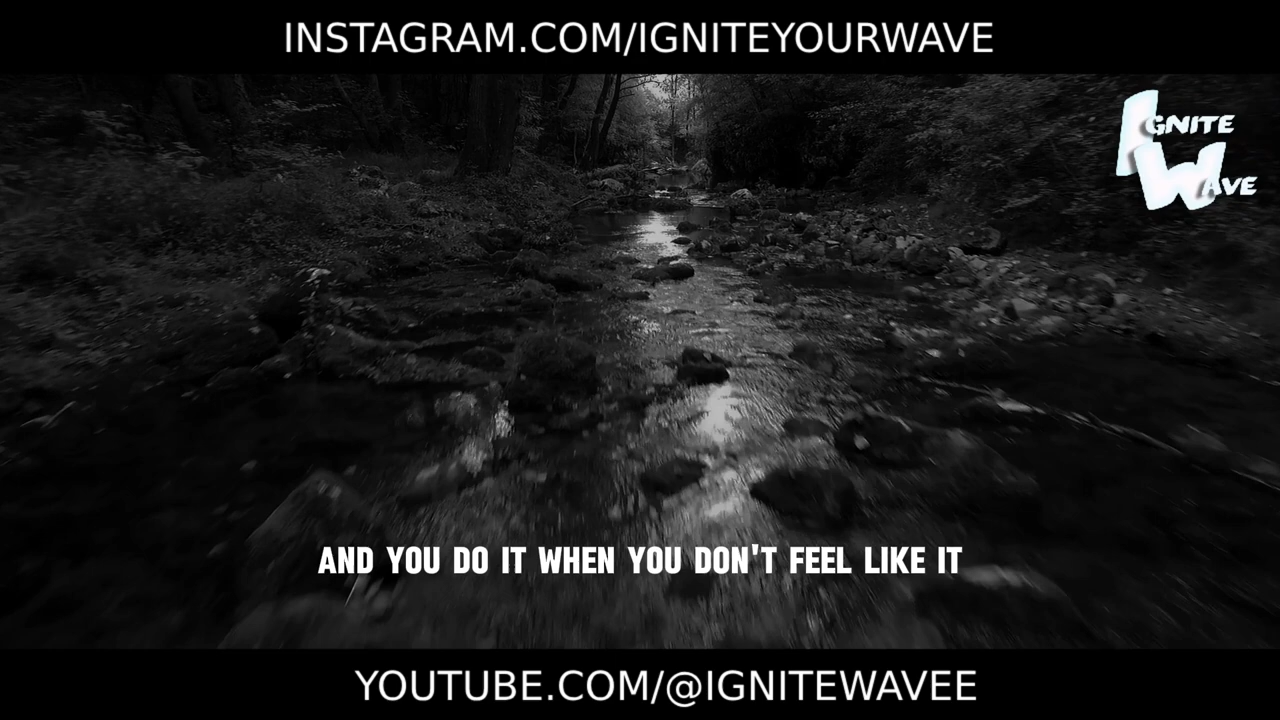 INSTAGRAM.COM/IGNITEYOURWAVE
IGNITE
WAVE
AND YOU DO IT WHEN YOU DON'T FEEL LIKE IT
YOUTUBE.COM/@IGNITEWAVEE